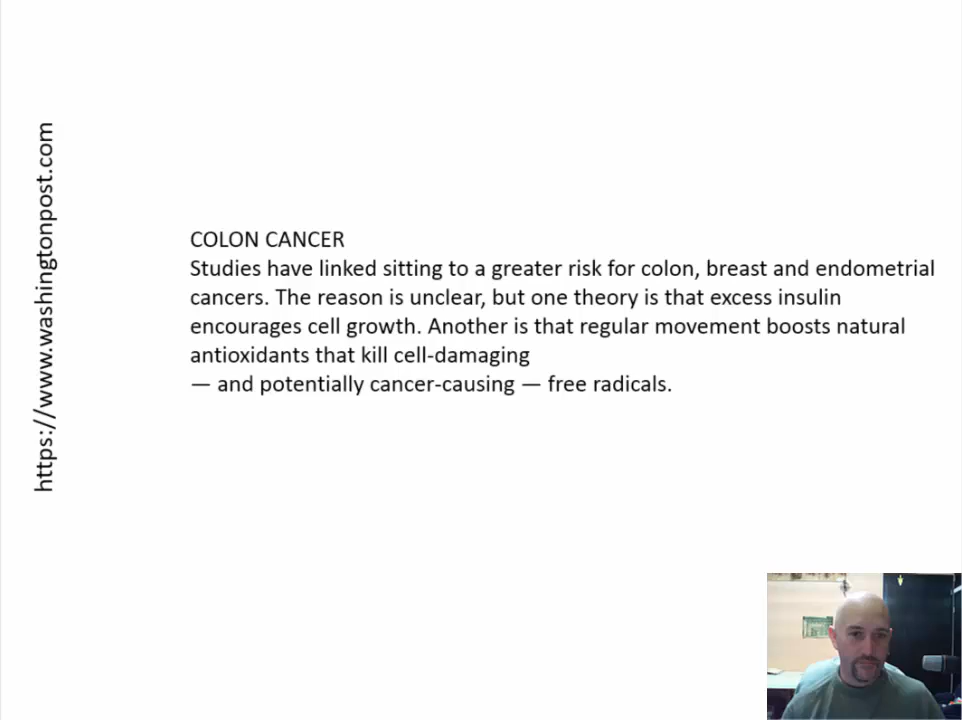 https://www.washingtonpost.com
COLON CANCER
Studies have linked sitting to a greater risk for colon, breast and endometrial
cancers. The reason is unclear, but one theory is that excess insulin
encourages cell growth. Another is that regular movement boosts natural
antioxidants that kill cell-damaging
— and potentially cancer-causing — free radicals.